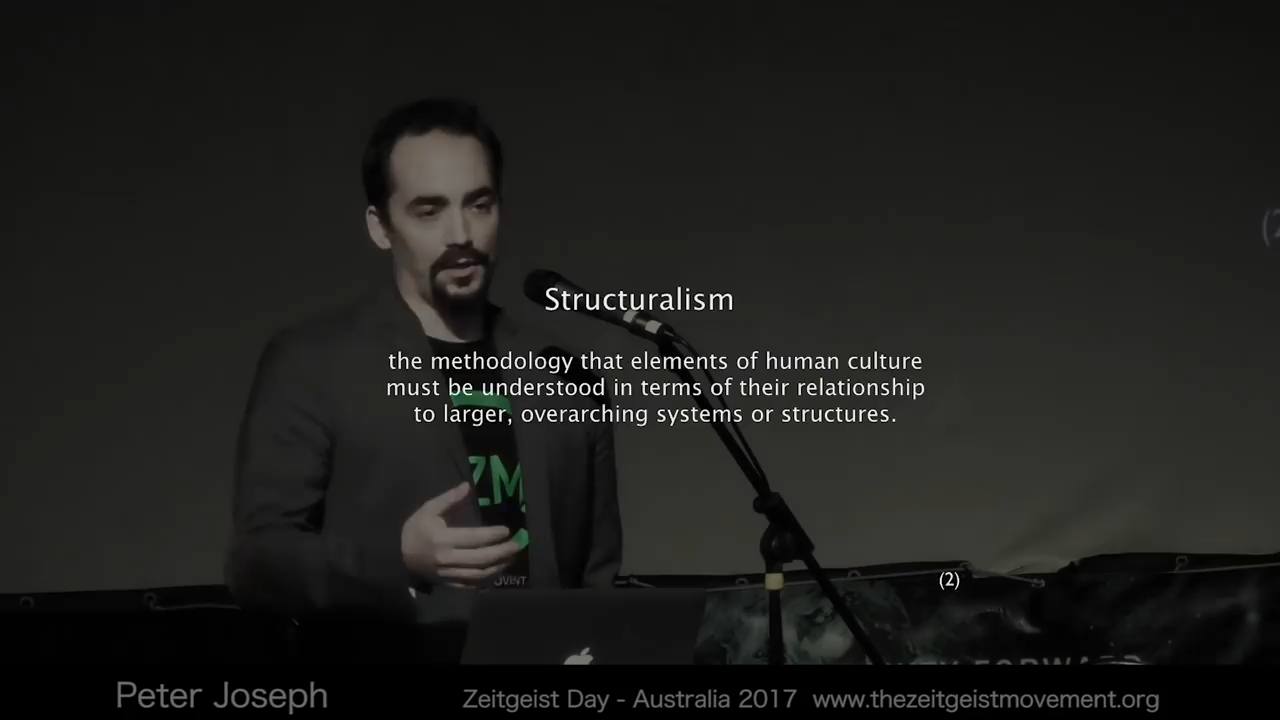 Structuralism
the methodology that elements of human culture
must be understood in terms of their relationship
to larger, overarching systems or structures.
ZM
(2)
Peter Joseph
Zeitgeist Day - Australia 2017 www.thezeitgeistmovement.org